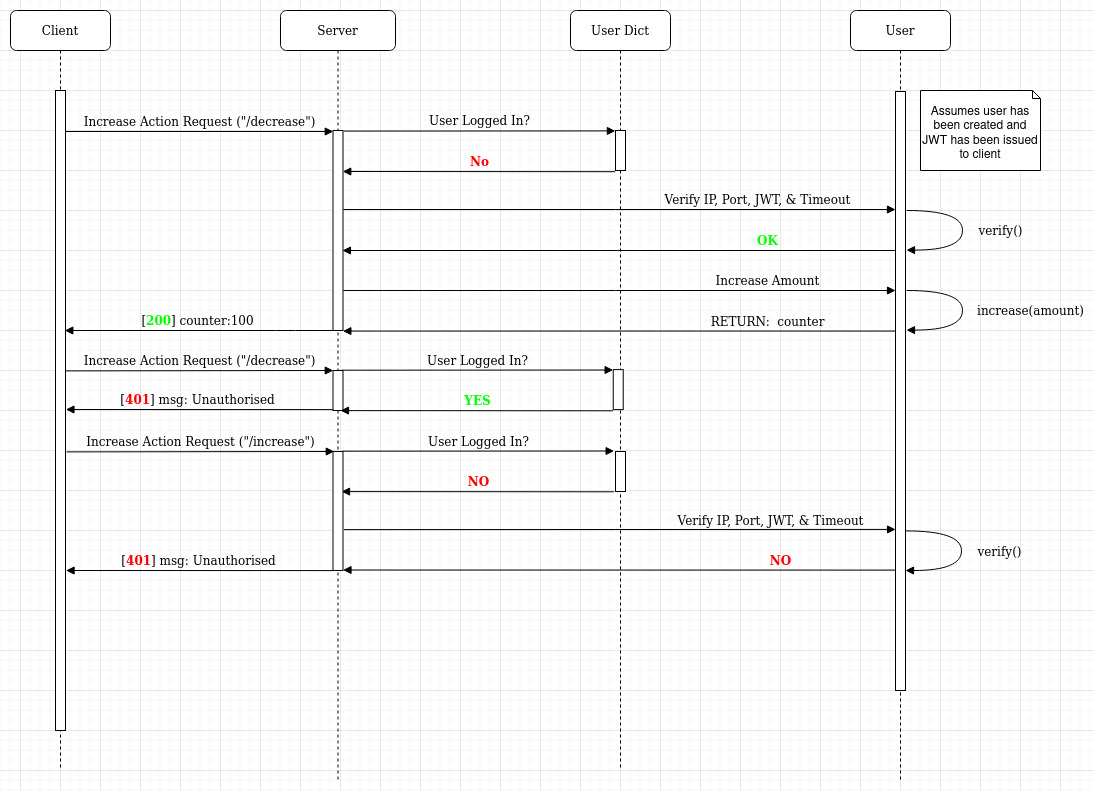 Client
Server
User Dict
User
Assumes user has
been created and
JWT has been issued
to client
Increase Action Request ("/decrease")
User Logged In?
No
Verify IP, Port, JWT, & Timeout
verify()
OK
Increase Amount
increase(amount)
[200] counter:100
RETURN: counter
Increase Action Request ("/decrease")
User Logged In?
[401] msg: Unauthorised
YES
Increase Action Request ("/increase")
User Logged In?
NO
Verify IP, Port, JWT, & Timeout
verify()
[401] msg: Unauthorised
NO